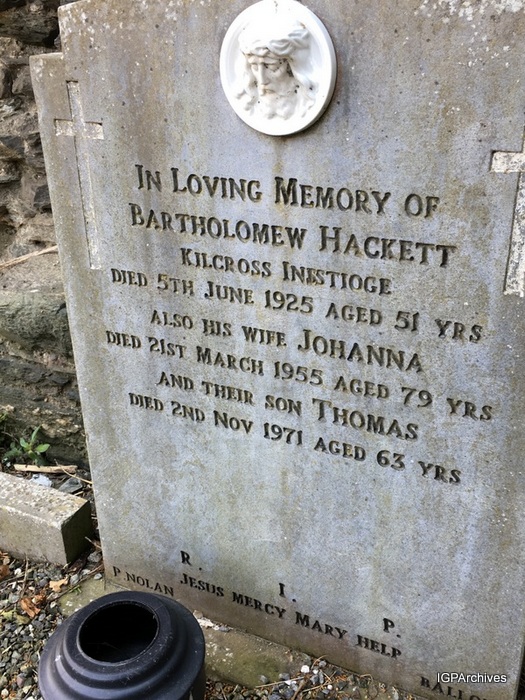 In Loving Memory of
Bartholomew Hackett
Kilcross Inistioge
died 5th June 1925 aged 51 yrs
also his wife Johanna
died 21st March 1955 aged 79 yrs
and their son Thomas
died 2nd Nov 1971 aged 63 yrs
R. I. P.
Jesus Mercy Mary Help
P. Nolan
IGPArchives